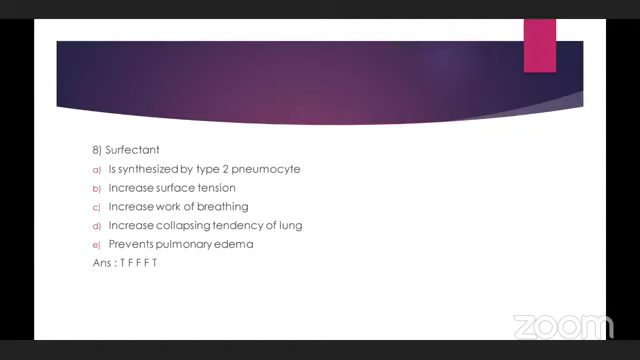 8) Surfectant
a) Is synthesized by type 2 pneumocyte
b) Increase surface tension
c) Increase work of breathing
d) Increase collapsing tendency of lung
e) Prevents pulmonary edema
Ans : T F F F T
zoom